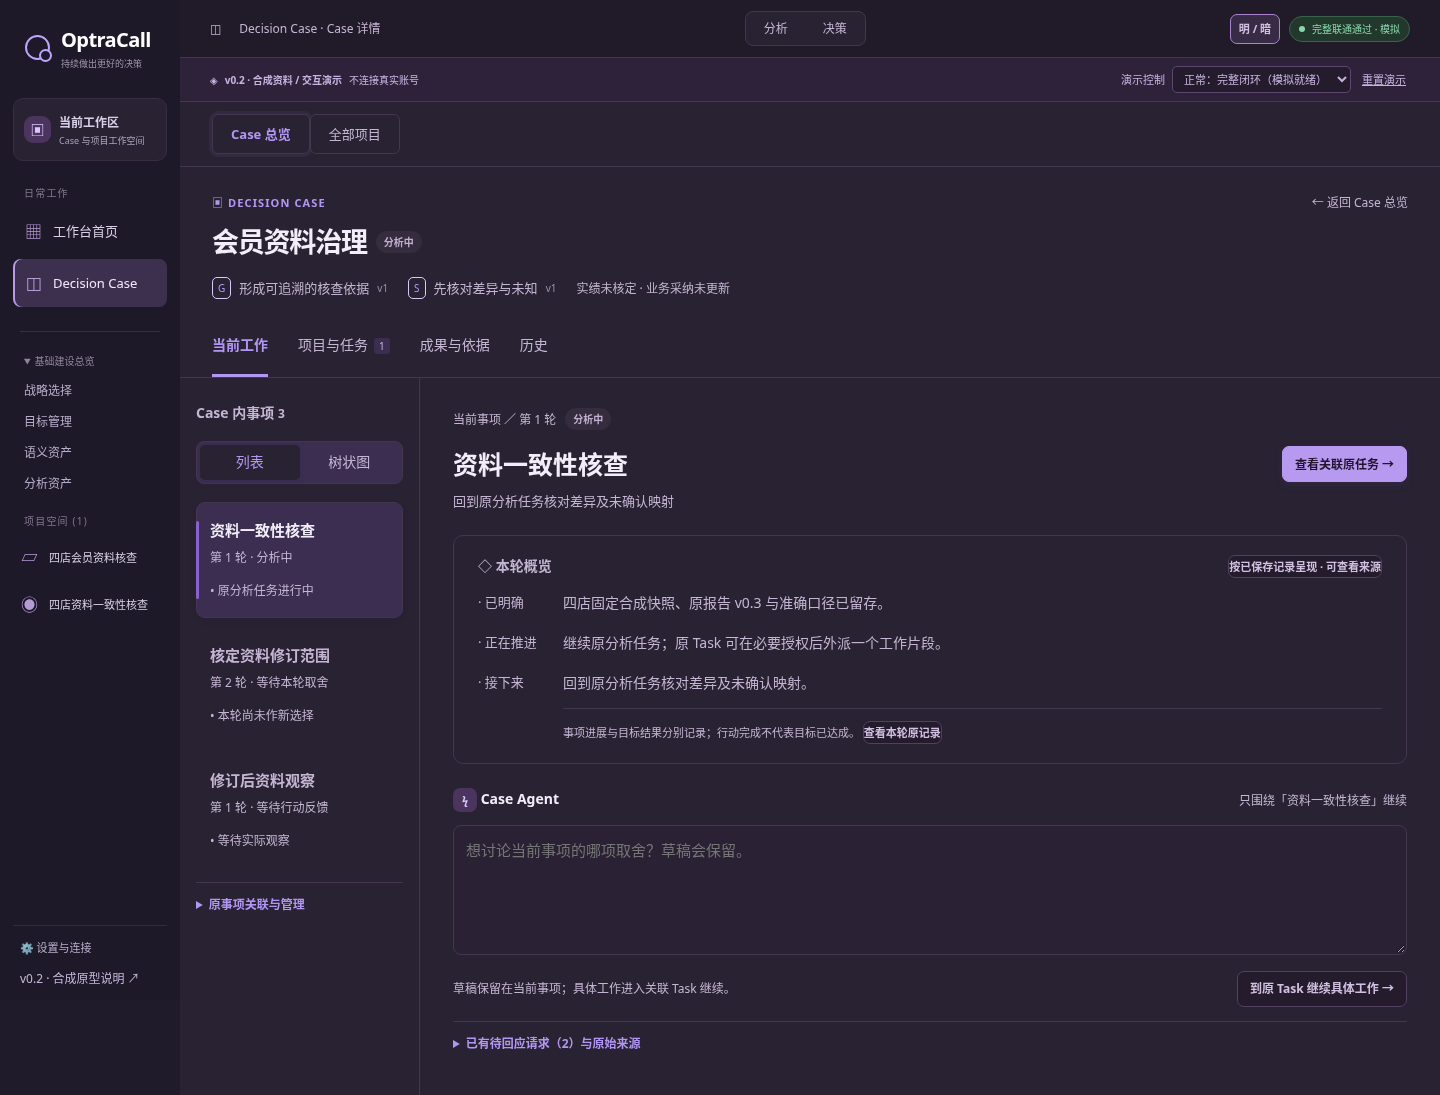 OptraCall
持续做出更好的决策
当前工作区
Case 与项目工作空间
日常工作
工作台首页
Decision Case
▼ 基础建设总览
战略选择
目标管理
语义资产
分析资产
项目空间 (1)
四店会员资料核查
四店资料一致性核查
⚙️ 设置与连接
v0.2 · 合成原型说明 ↗
Decision Case · Case 详情
分析
决策
明 / 暗
完整联通通过 · 模拟
v0.2 · 合成资料 / 交互演示 不连接真实账号
演示控制
正常：完整闭环（模拟就绪）
重置演示
Case 总览
全部项目
DECISION CASE
← 返回 Case 总览
会员资料治理
分析中
G 形成可追溯的核查依据 v1
S 先核对差异与未知 v1
实绩未核定 · 业务采纳未更新
当前工作
项目与任务 1
成果与依据
历史
Case 内事项 3
列表
树状图
资料一致性核查
第 1 轮 · 分析中
• 原分析任务进行中
核定资料修订范围
第 2 轮 · 等待本轮取舍
• 本轮尚未作新选择
修订后资料观察
第 1 轮 · 等待行动反馈
• 等待实际观察
▶ 原事项关联与管理
当前事项 ／ 第 1 轮 分析中
资料一致性核查
查看关联原任务 →
回到原分析任务核对差异及未确认映射
◇ 本轮概览
按已保存记录呈现 · 可查看来源
· 已明确 四店固定合成快照、原报告 v0.3 与准确口径已留存。
· 正在推进 继续原分析任务；原 Task 可在必要授权后外派一个工作片段。
· 接下来 回到原分析任务核对差异及未确认映射。
事项进展与目标结果分别记录；行动完成不代表目标已达成。 查看本轮原记录
Case Agent
只围绕「资料一致性核查」继续
想讨论当前事项的哪项取舍？草稿会保留。
草稿保留在当前事项；具体工作进入关联 Task 继续。
到原 Task 继续具体工作 →
▶ 已有待回应请求（2）与原始来源